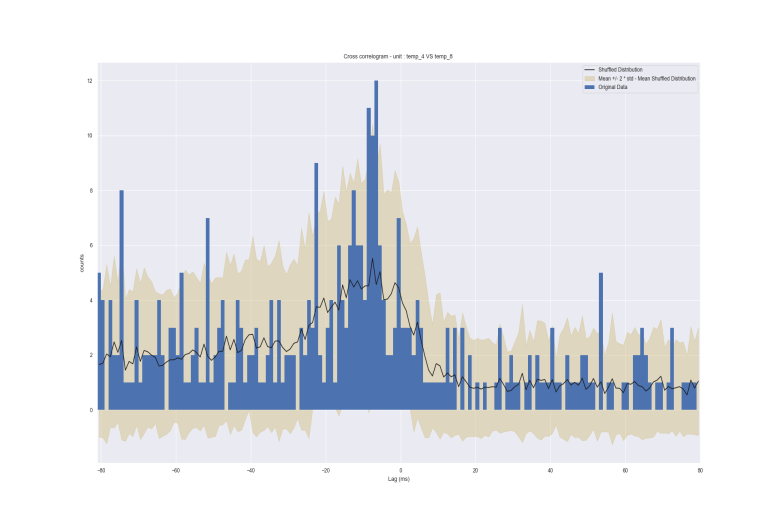 Cross correlogram - unit : temp_4 VS temp_8
Shuffled Distribution
Mean +/- 2 * std - Mean Shuffled Distribution
Original Data
12
10
8
6
4
2
0
counts
−80 −60 −40 −20 0 20 40 60 80
Lag (ms)